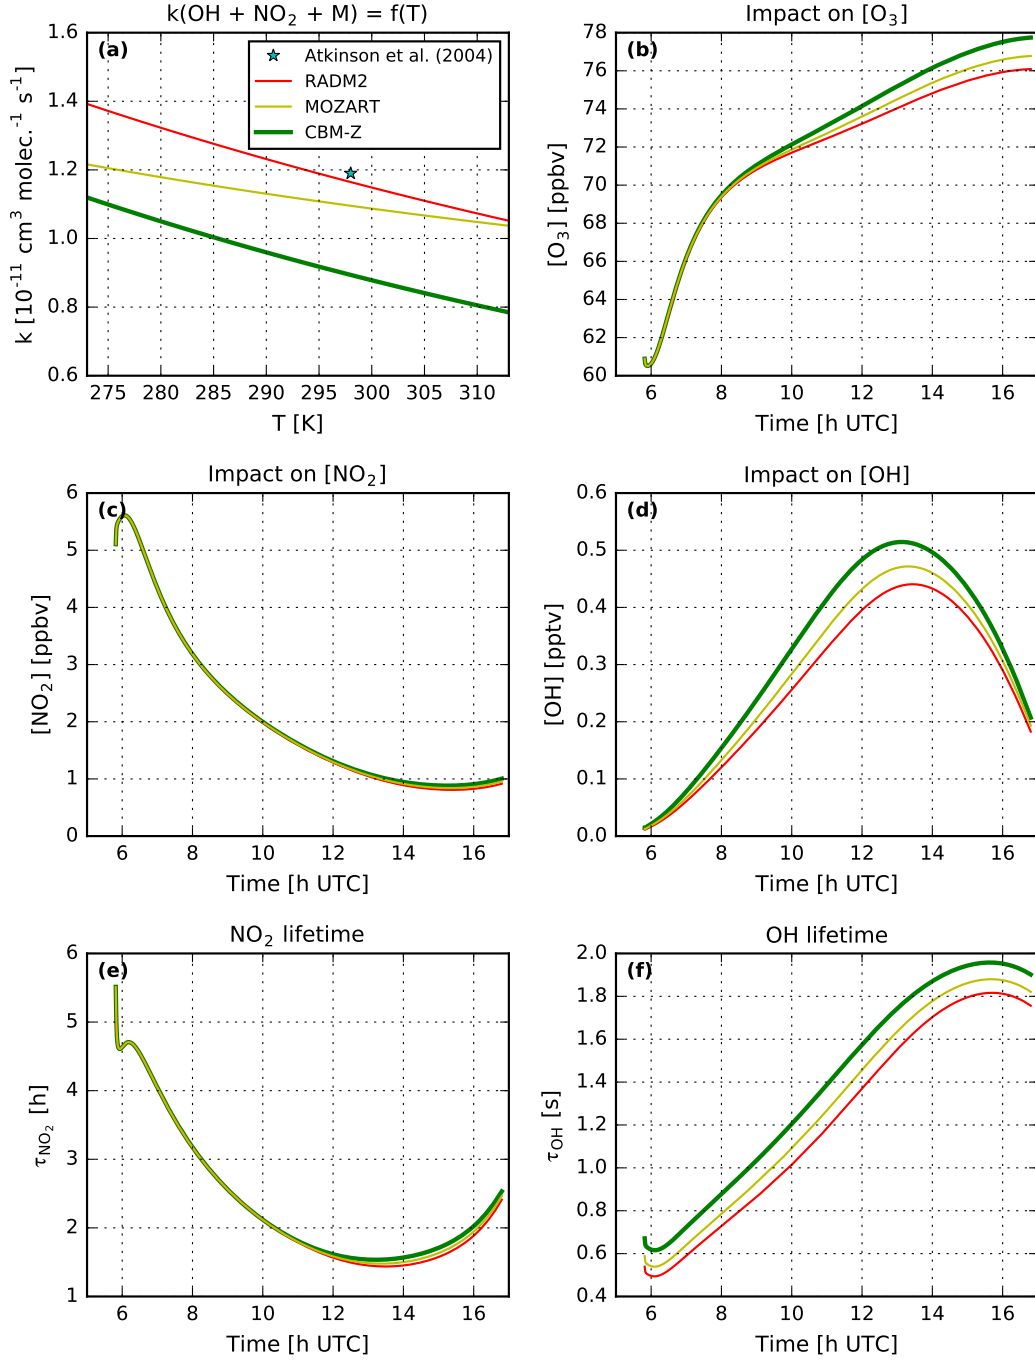 k(OH + NO₂ + M) = f(T)
(a)
Atkinson et al. (2004)
RADM2
MOZART
CBM-Z
1.6
1.4
1.2
1.0
0.8
0.6
k [10⁻¹¹ cm³ molec.⁻¹ s⁻¹]
275 280 285 290 295 300 305 310
T [K]
Impact on [O₃]
(b)
78
76
74
72
70
68
66
64
62
60
[O₃] [ppbv]
6 8 10 12 14 16
Time [h UTC]
Impact on [NO₂]
(c)
6
5
4
3
2
1
0
[NO₂] [ppbv]
6 8 10 12 14 16
Time [h UTC]
Impact on [OH]
(d)
0.6
0.5
0.4
0.3
0.2
0.1
0.0
[OH] [pptv]
6 8 10 12 14 16
Time [h UTC]
NO₂ lifetime
(e)
6
5
4
3
2
1
τNO₂ [h]
6 8 10 12 14 16
Time [h UTC]
OH lifetime
(f)
2.0
1.8
1.6
1.4
1.2
1.0
0.8
0.6
0.4
τOH [s]
6 8 10 12 14 16
Time [h UTC]